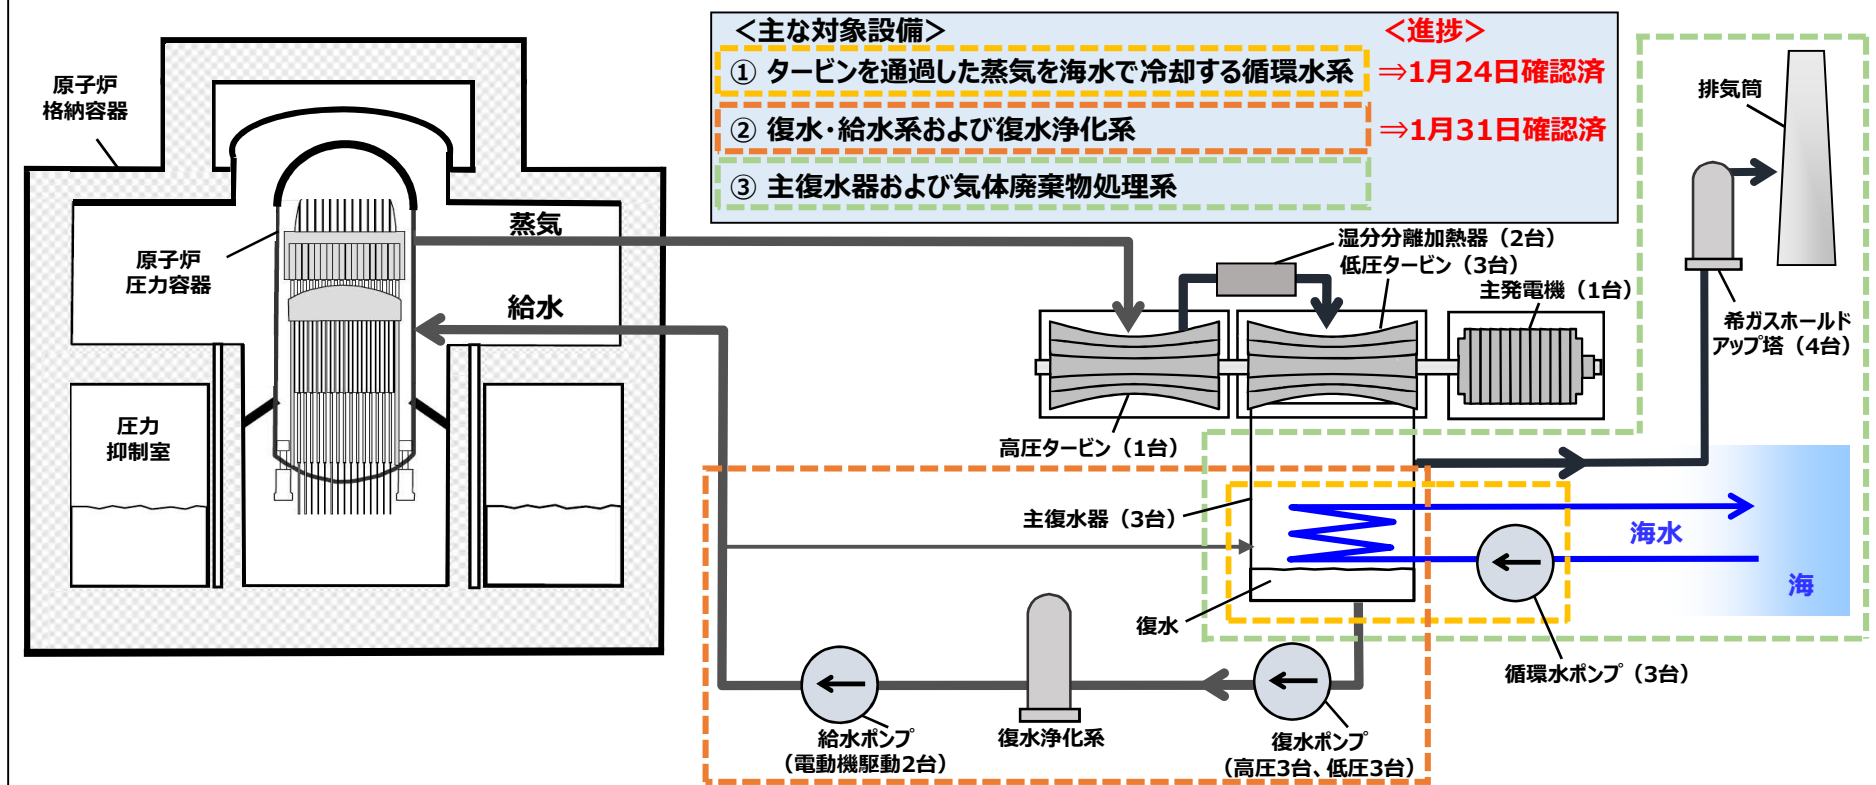 <主な対象設備>
<進捗>
① タービンを通過した蒸気を海水で冷却する循環水系
⇒1月24日確認済
② 復水・給水系および復水浄化系
⇒1月31日確認済
③ 主復水器および気体廃棄物処理系
原子炉
格納容器
原子炉
圧力容器
蒸気
給水
圧力
抑制室
湿分分離加熱器(2台)
低圧タービン(3台)
主発電機(1台)
高圧タービン(1台)
排気筒
希ガスホールド
アップ塔(4台)
主復水器(3台)
海水
海
復水
循環水ポンプ(3台)
給水ポンプ
(電動機駆動2台)
復水浄化系
復水ポンプ
(高圧3台、低圧3台)